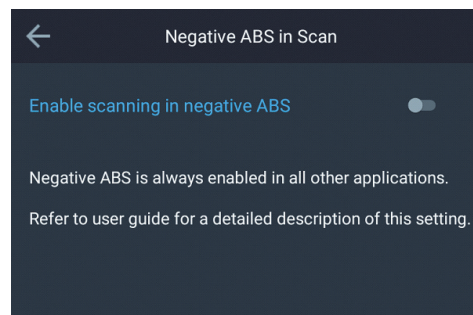 Negative ABS in Scan
Enable scanning in negative ABS
Negative ABS is always enabled in all other applications.
Refer to user guide for a detailed description of this setting.